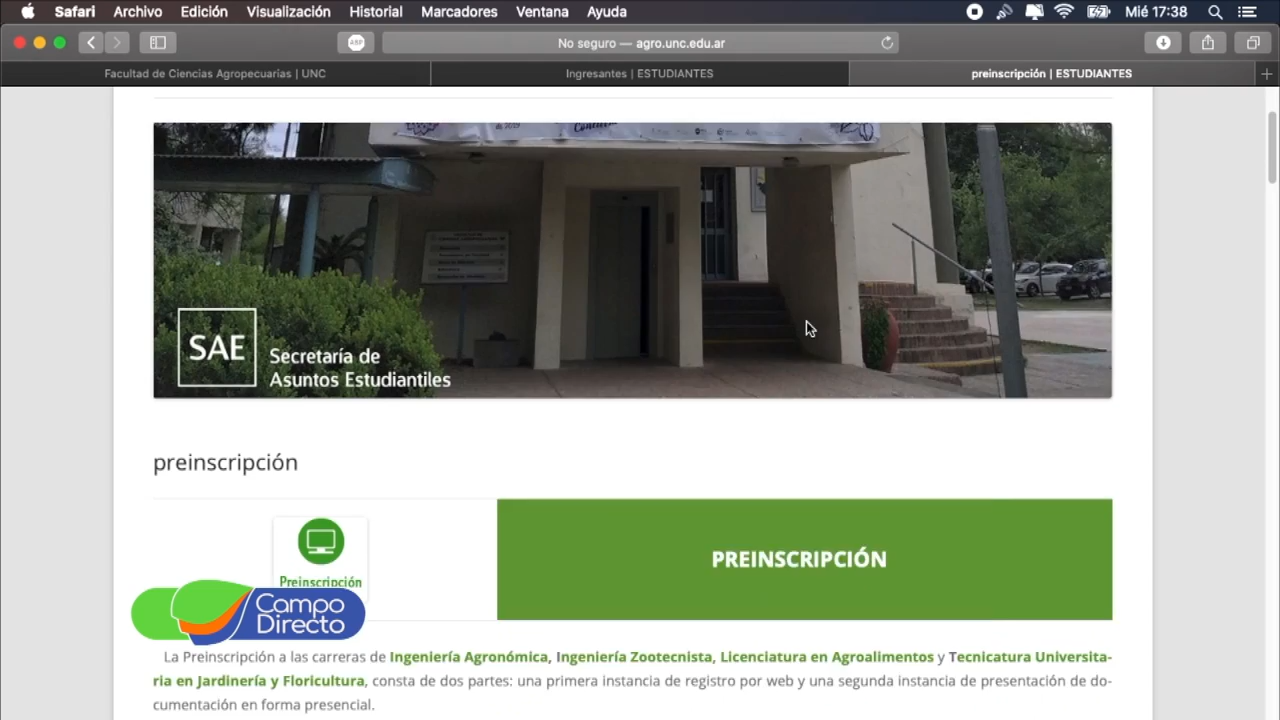 Safari Archivo Edición Visualización Historial Marcadores Ventana Ayuda Mié 17:38
ABP No seguro — agro.unc.edu.ar
Facultad de Ciencias Agropecuarias | UNC Ingresantes | ESTUDIANTES preinscripción | ESTUDIANTES
SAE Secretaría de
Asuntos Estudiantiles
preinscripción
Preinscripción
PREINSCRIPCIÓN
Campo
Directo
La Preinscripción a las carreras de Ingeniería Agronómica, Ingeniería Zootecnista, Licenciatura en Agroalimentos y Tecnicatura Universita-
ria en Jardinería y Floricultura, consta de dos partes: una primera instancia de registro por web y una segunda instancia de presentación de do-
cumentación en forma presencial.